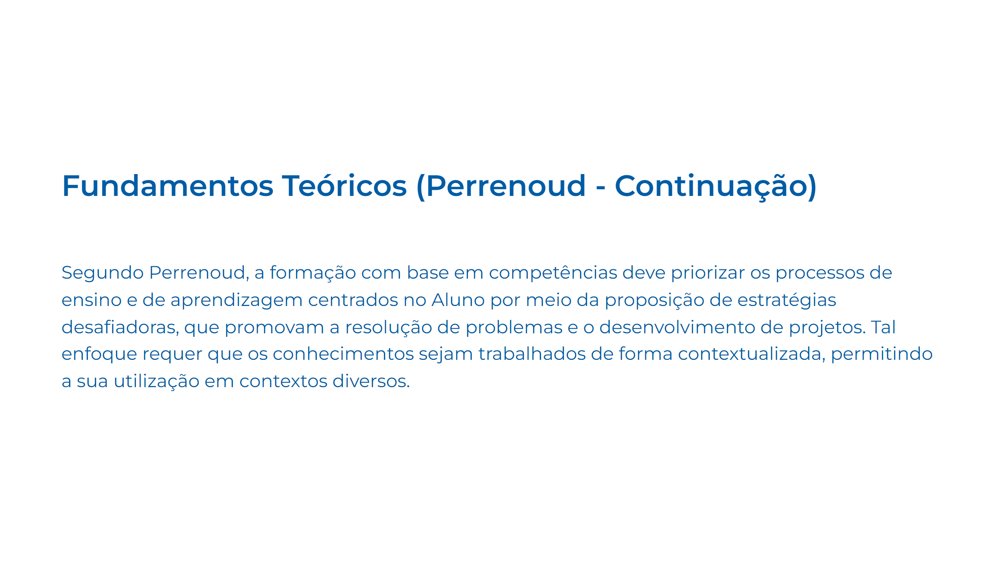 Fundamentos Teóricos (Perrenoud - Continuação)
Segundo Perrenoud, a formação com base em competências deve priorizar os processos de
ensino e de aprendizagem centrados no Aluno por meio da proposição de estratégias
desafiadoras, que promovam a resolução de problemas e o desenvolvimento de projetos. Tal
enfoque requer que os conhecimentos sejam trabalhados de forma contextualizada, permitindo
a sua utilização em contextos diversos.